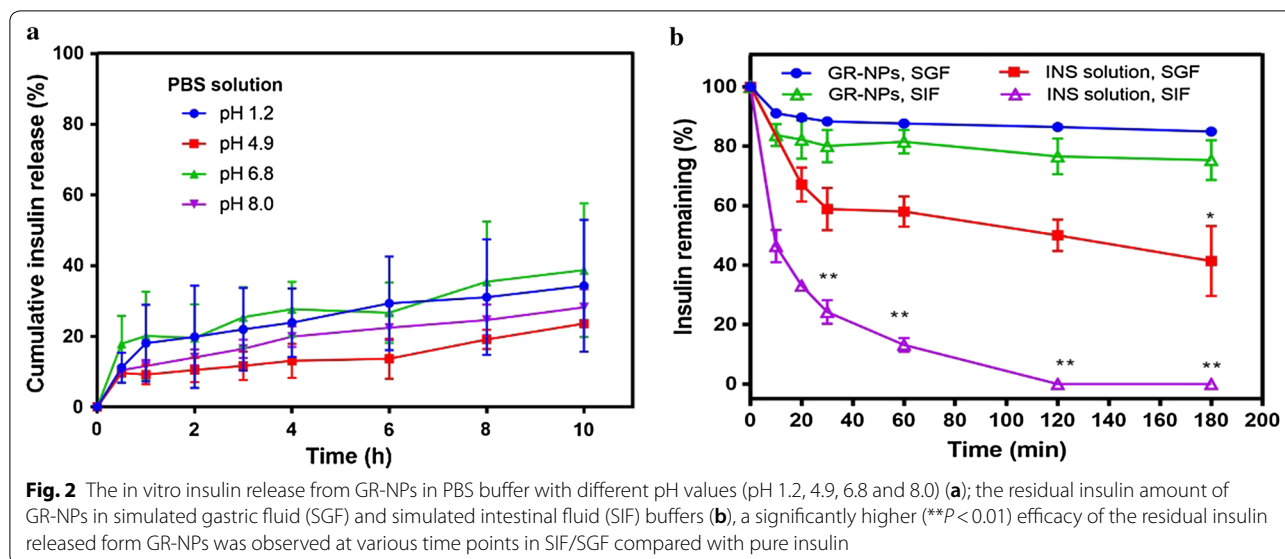 a
100
80
60
40
20
0
Cumulative insulin release (%)
PBS solution
pH 1.2
pH 4.9
pH 6.8
pH 8.0
0 2 4 6 8 10
Time (h)
b
GR-NPs, SGF INS solution, SGF
GR-NPs, SIF INS solution, SIF
100
80
60
40
20
0
Insulin remaining (%)
*
**
**
**
**
0 20 40 60 80 100 120 140 160 180 200
Time (min)
Fig. 2 The in vitro insulin release from GR-NPs in PBS buffer with different pH values (pH 1.2, 4.9, 6.8 and 8.0) (a); the residual insulin amount of
GR-NPs in simulated gastric fluid (SGF) and simulated intestinal fluid (SIF) buffers (b), a significantly higher (**P < 0.01) efficacy of the residual insulin
released form GR-NPs was observed at various time points in SIF/SGF compared with pure insulin